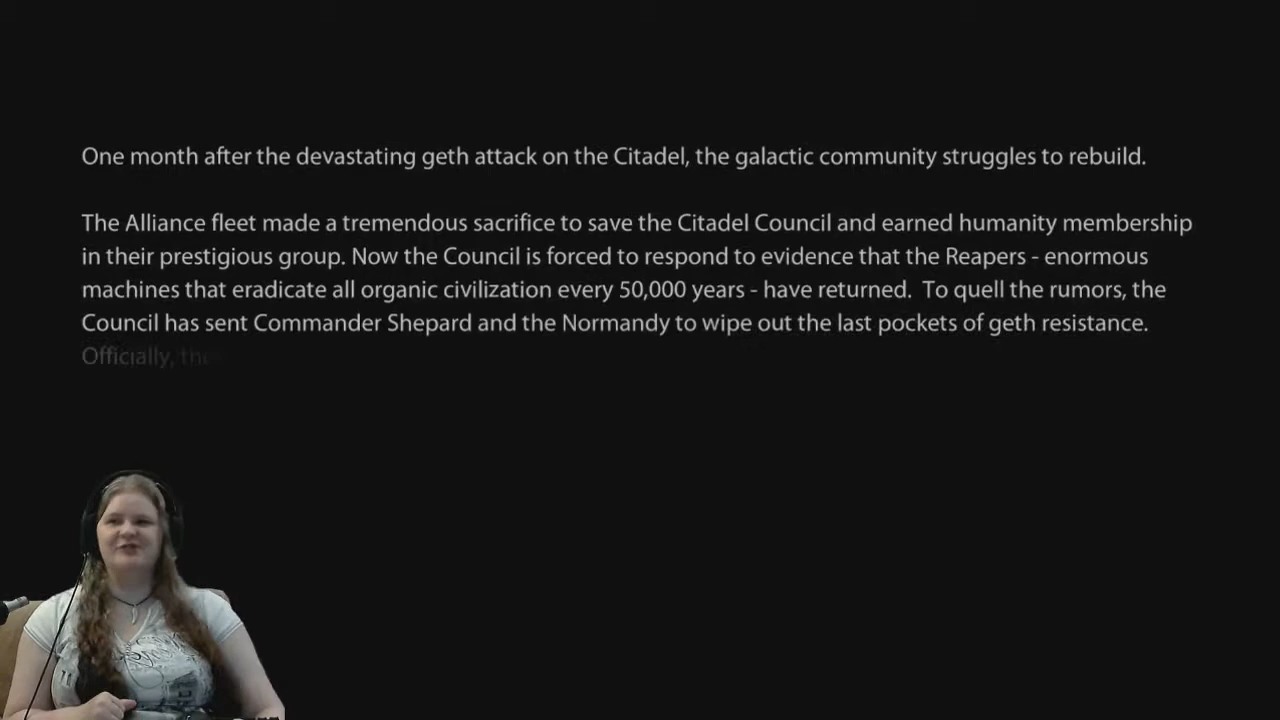 One month after the devastating geth attack on the Citadel, the galactic community struggles to rebuild.
The Alliance fleet made a tremendous sacrifice to save the Citadel Council and earned humanity membership
in their prestigious group. Now the Council is forced to respond to evidence that the Reapers - enormous
machines that eradicate all organic civilization every 50,000 years - have returned.  To quell the rumors, the
Council has sent Commander Shepard and the Normandy to wipe out the last pockets of geth resistance.
Officially,